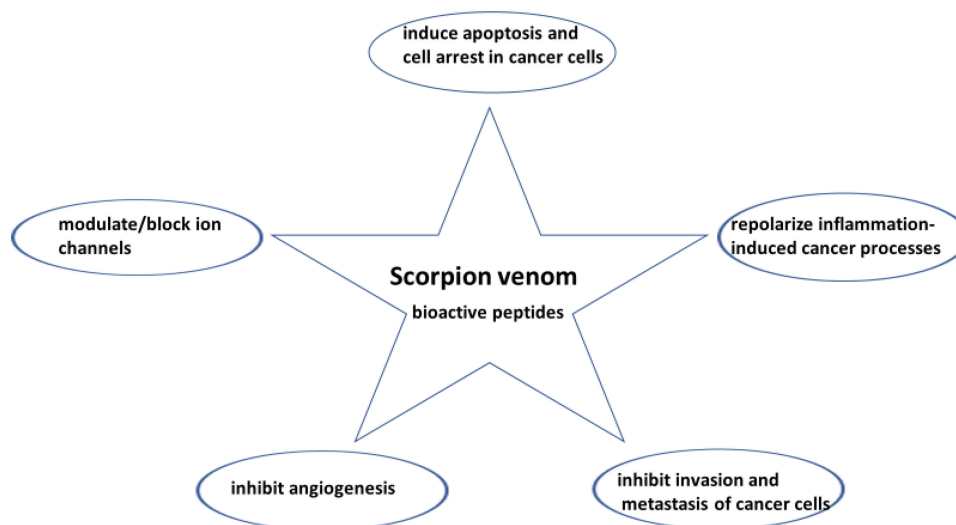 induce apoptosis and
cell arrest in cancer cells
modulate/block ion
channels
repolarize inflammation-
induced cancer processes
Scorpion venom
bioactive peptides
inhibit angiogenesis
inhibit invasion and
metastasis of cancer cells